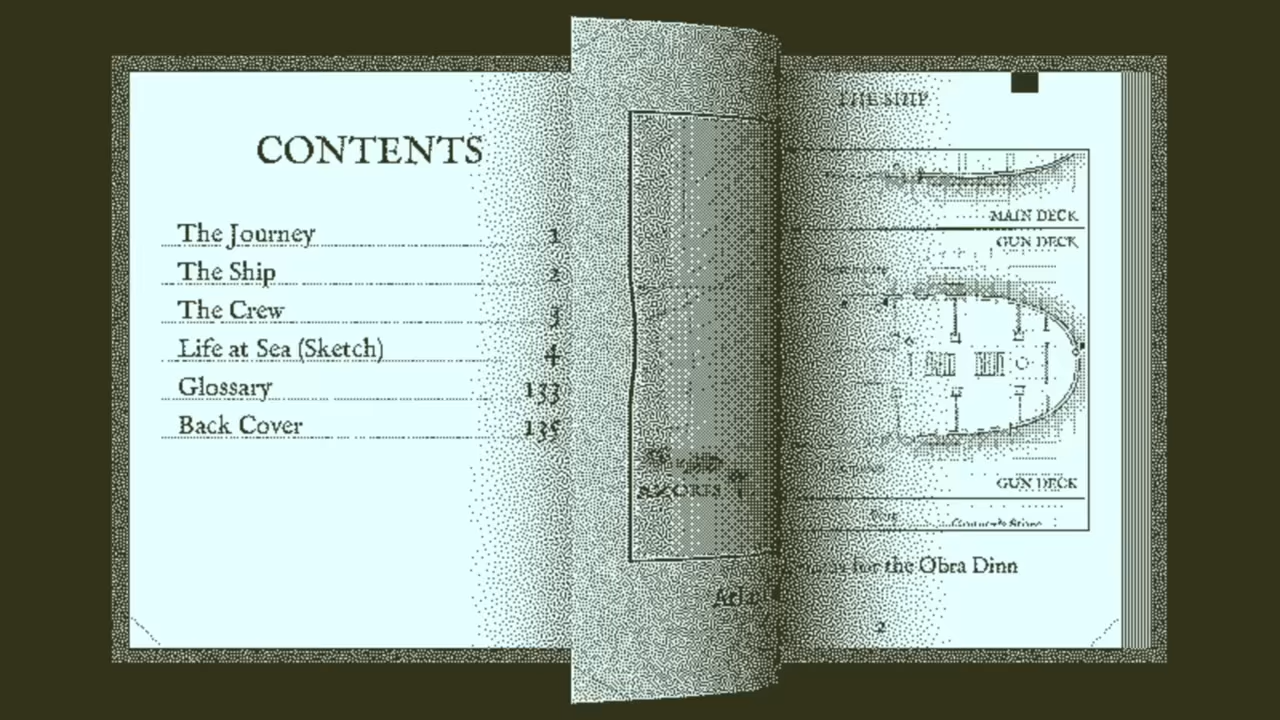 CONTENTS
The Journey 1
The Ship 2
The Crew 3
Life at Sea (Sketch) 4
Glossary 133
Back Cover 135
THE SHIP
MAIN DECK
GUN DECK
GUN DECK
for the Obra Dinn
2